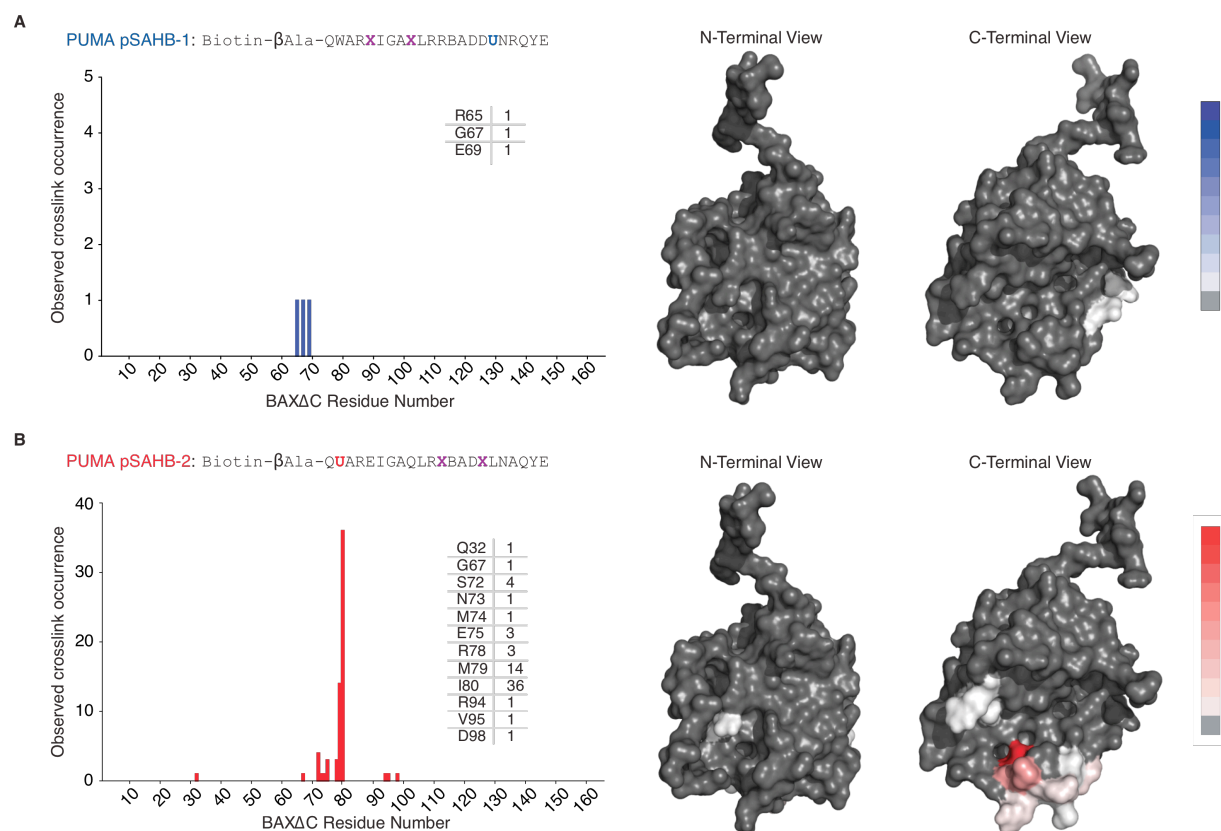 A
PUMA pSAHB-1: Biotin-βAla-QWARXIGAXLRRBADDUNRQYE
N-Terminal View
C-Terminal View
5
4
3
2
1
0
Observed crosslink occurrence
R65 1
G67 1
E69 1
10 20 30 40 50 60 70 80 90 100 110 120 130 140 150 160
BAXΔC Residue Number
B
PUMA pSAHB-2: Biotin-βAla-QUAREIGAQLRXBADXLNAQYE
N-Terminal View
C-Terminal View
40
30
20
10
0
Observed crosslink occurrence
Q32 1
G67 1
S72 4
N73 1
M74 1
E75 3
R78 3
M79 14
I80 36
R94 1
V95 1
D98 1
10 20 30 40 50 60 70 80 90 100 110 120 130 140 150 160
BAXΔC Residue Number